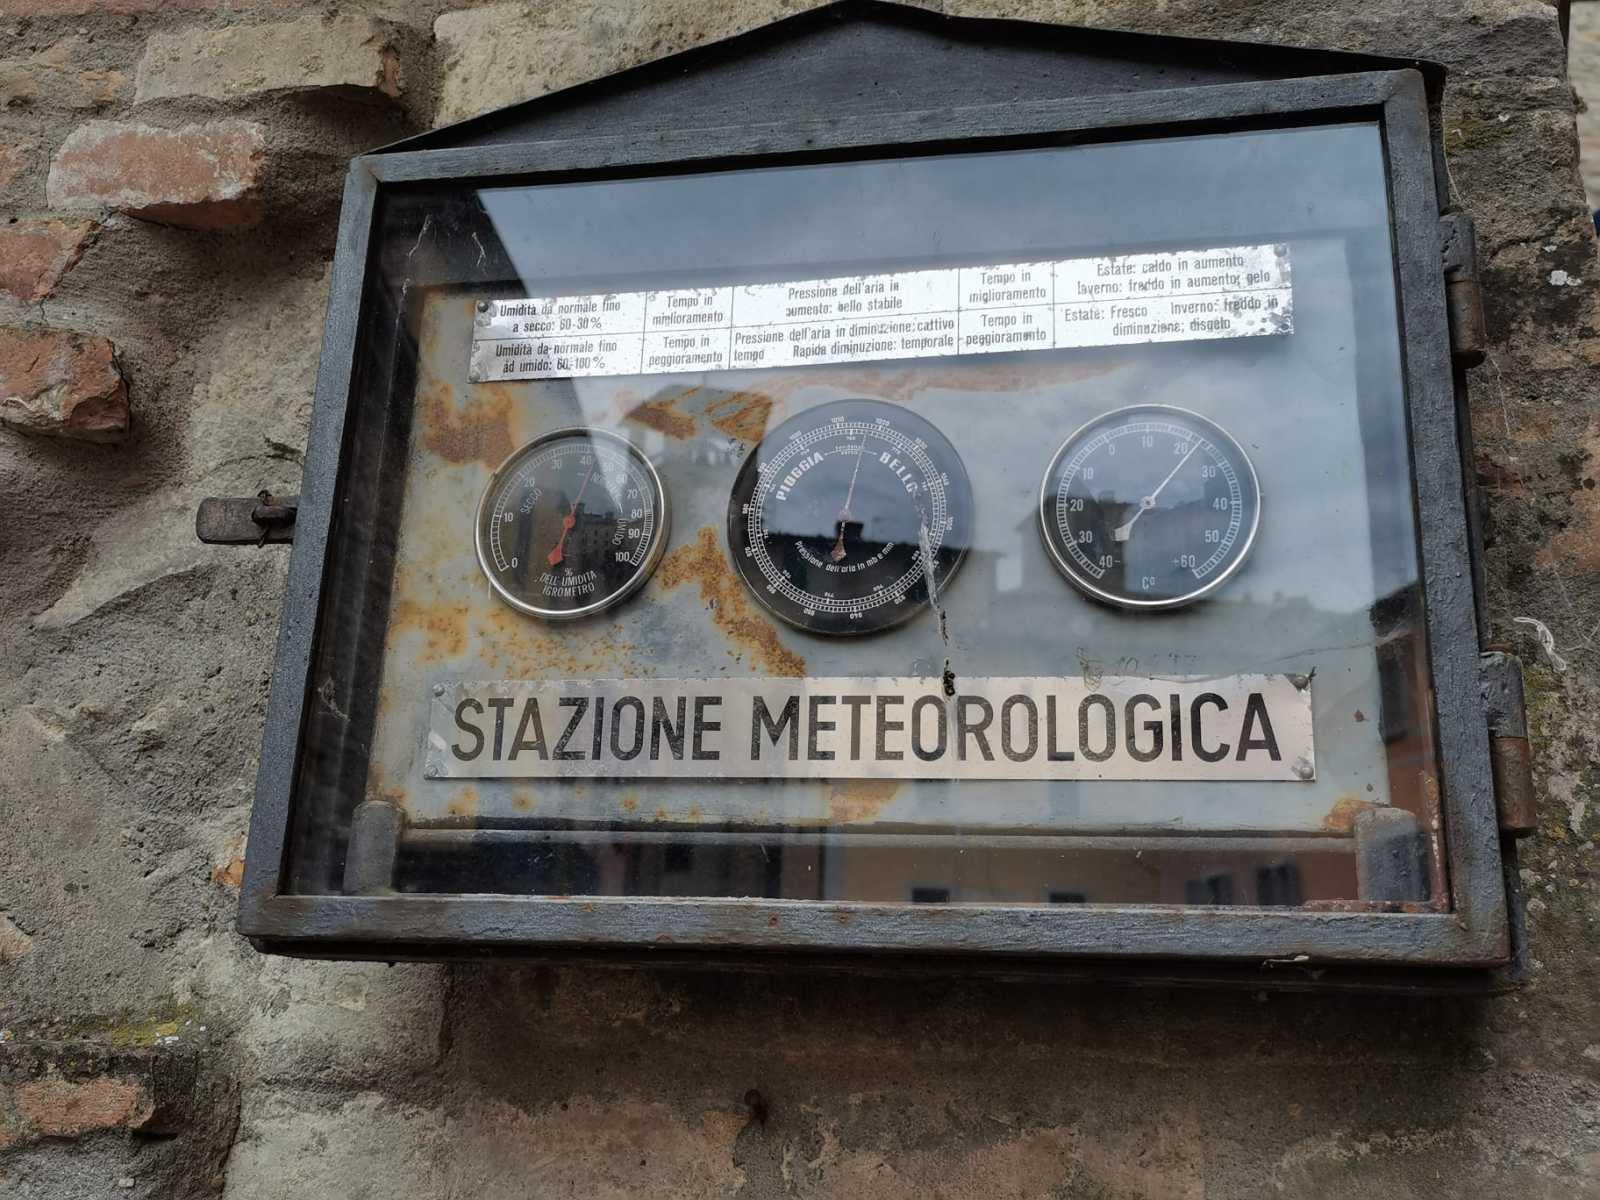 Umidità da normale fino
a secco: 60-30%
Tempo in
miglioramento
Pressione dell'aria in
aumento: bello stabile
Tempo in
miglioramento
Estate: caldo in aumento
Inverno: freddo in aumento; gelo
Umidità da normale fino
ad umido: 60-100%
Tempo in
peggioramento
Pressione dell'aria in diminuzione: cattivo
tempo Rapida diminuzione: temporale
Tempo in
peggioramento
Estate: Fresco Inverno: freddo in
diminuzione; disgelo
0 10 20 30 40 50 60 70 80 90 100
SECCO NORMALE UMIDO
%
DELL'UMIDITÀ
IGROMETRO
PIOGGIA BELLO
Pressione dell'aria in mb e mm
40- 30 20 10 0 10 20 30 40 50 +60
C°
STAZIONE METEOROLOGICA